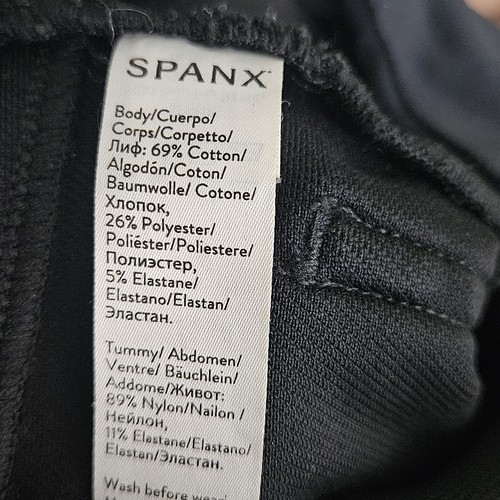 SPANX
Body/Cuerpo/
Corps/Corpetto/
Лиф: 69% Cotton/
Algodón/Coton/
Baumwolle/ Cotone/
Хлопок,
26% Polyester/
Poliéster/Poliestere/
Полиэстер,
5% Elastane/
Elastano/Elastan/
Эластан.
Tummy/ Abdomen/
Ventre/ Bäuchlein/
Addome/Живот:
89% Nylon/Nailon /
Нейлон,
11% Elastane/Elastano/
Elastan/Эластан.
Wash before